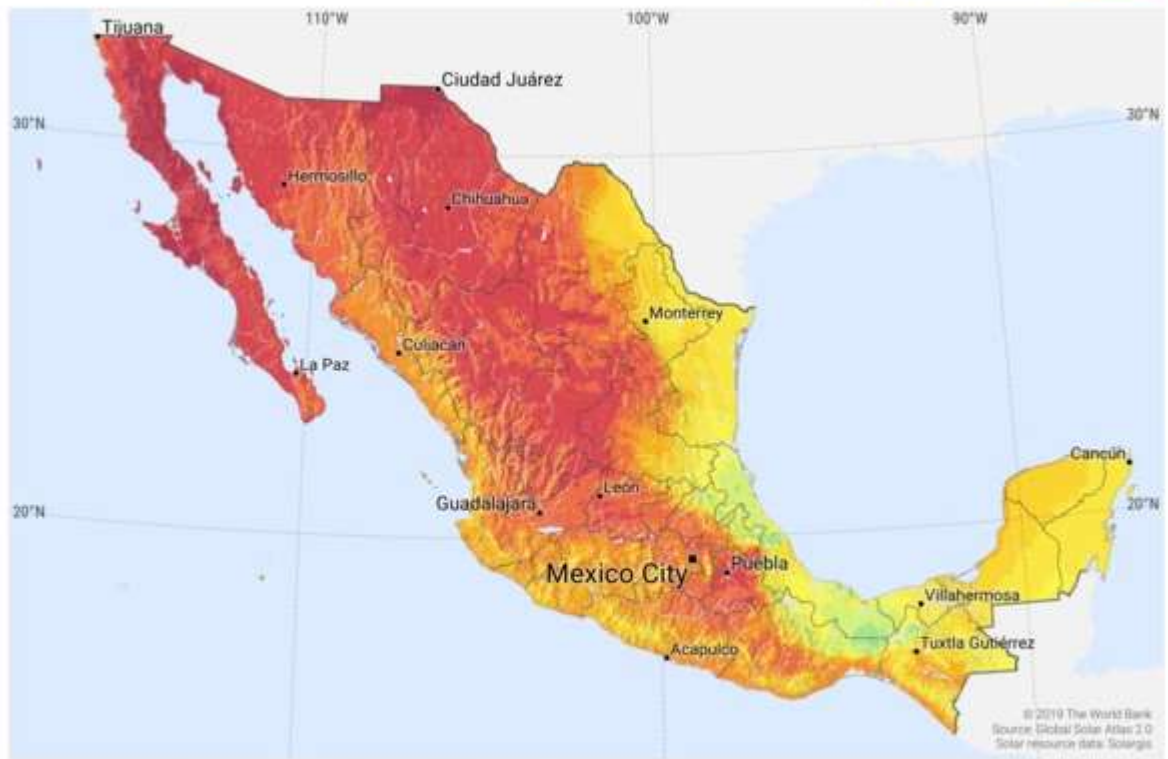 110°W
100°W
90°W
Tijuana
Ciudad Juárez
30°N
30°N
Hermosillo
Chihuahua
Monterrey
Culiacán
La Paz
Cancún
León
Guadalajara
20°N
20°N
Mexico City
Puebla
Villahermosa
Tuxtla Gutiérrez
Acapulco
© 2019 The World Bank
Source: Global Solar Atlas 2.0
Solar resource data: Solargis